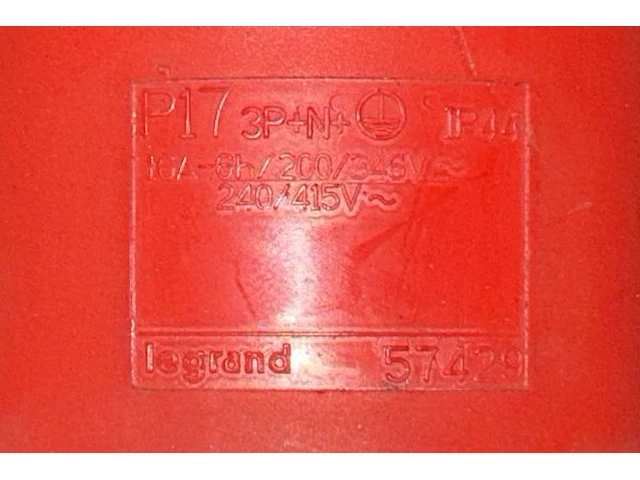 P17 3P+N+⏚ IP44
16A-6h/200/346V~
240/415V~
legrand 57429